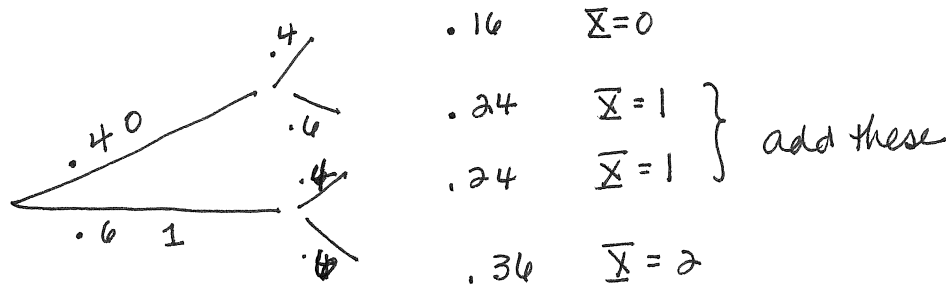 .4 .16 X=0
.4 0 .6 .24 X=1
.4 .24 X=1 add these
.6 1
.6 .36 X=2